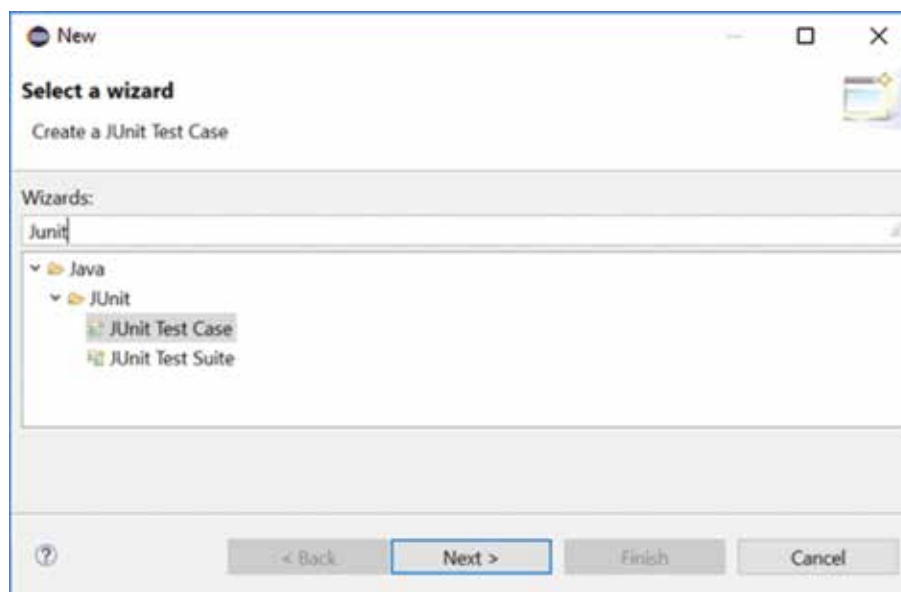 New
Select a wizard
Create a JUnit Test Case
Wizards:
Junit
Java
JUnit
JUnit Test Case
JUnit Test Suite
< Back
Next >
Finish
Cancel